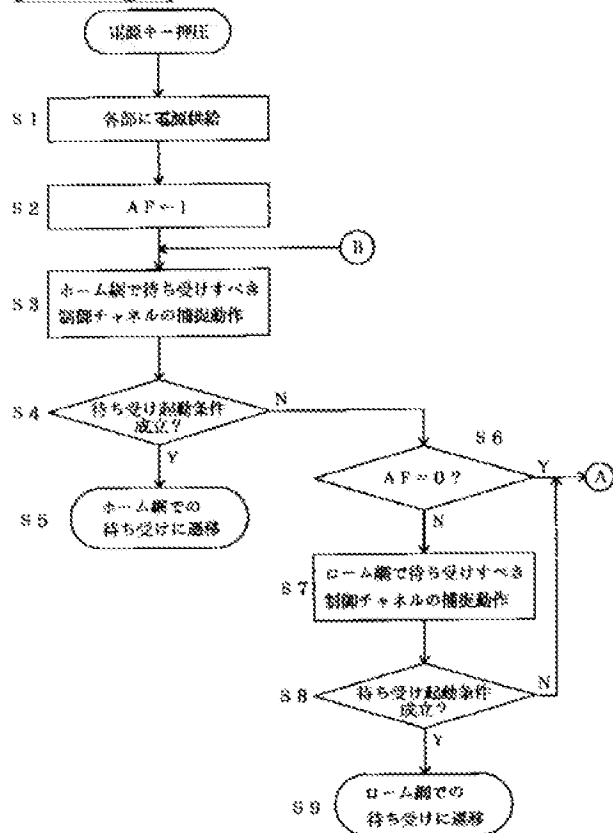 電源キー押圧
S1
各部に電源供給
S2
AF←1
B
S3
ホーム網で待ち受けすべき
制御チャネルの捕捉動作
S4
待ち受け起動条件
成立?
N
Y
S5
ホーム網での
待ち受けに遷移
S6
AF=0?
Y
A
N
S7
ローム網で待ち受けすべき
制御チャネルの捕捉動作
S8
待ち受け起動条件
成立?
N
Y
S9
ローム網での
待ち受けに遷移